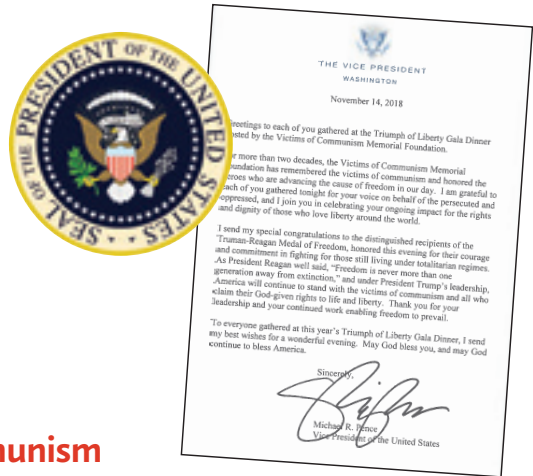 SEAL OF THE PRESIDENT OF THE UNITED STATES
THE VICE PRESIDENT
WASHINGTON
November 14, 2018
reetings to each of you gathered at the Triumph of Liberty Gala Dinner
osted by the Victims of Communism Memorial Foundation.
or more than two decades, the Victims of Communism Memorial
oundation has remembered the victims of communism and honored the
eroes who are advancing the cause of freedom in our day. I am grateful to
each of you gathered tonight for your voice on behalf of the persecuted and
oppressed, and I join you in celebrating your ongoing impact for the rights
and dignity of those who love liberty around the world.
I send my special congratulations to the distinguished recipients of the
Truman-Reagan Medal of Freedom, honored this evening for their courage
and commitment in fighting for those still living under totalitarian regimes.
As President Reagan well said, “Freedom is never more than one
generation away from extinction,” and under President Trump’s leadership,
America will continue to stand with the victims of communism and all who
claim their God-given rights to life and liberty. Thank you for your
leadership and your continued work enabling freedom to prevail.
To everyone gathered at this year’s Triumph of Liberty Gala Dinner, I send
my best wishes for a wonderful evening. May God bless you, and may God
continue to bless America.
Sincerely,
Michael R. Pence
Vice President of the United States
munism